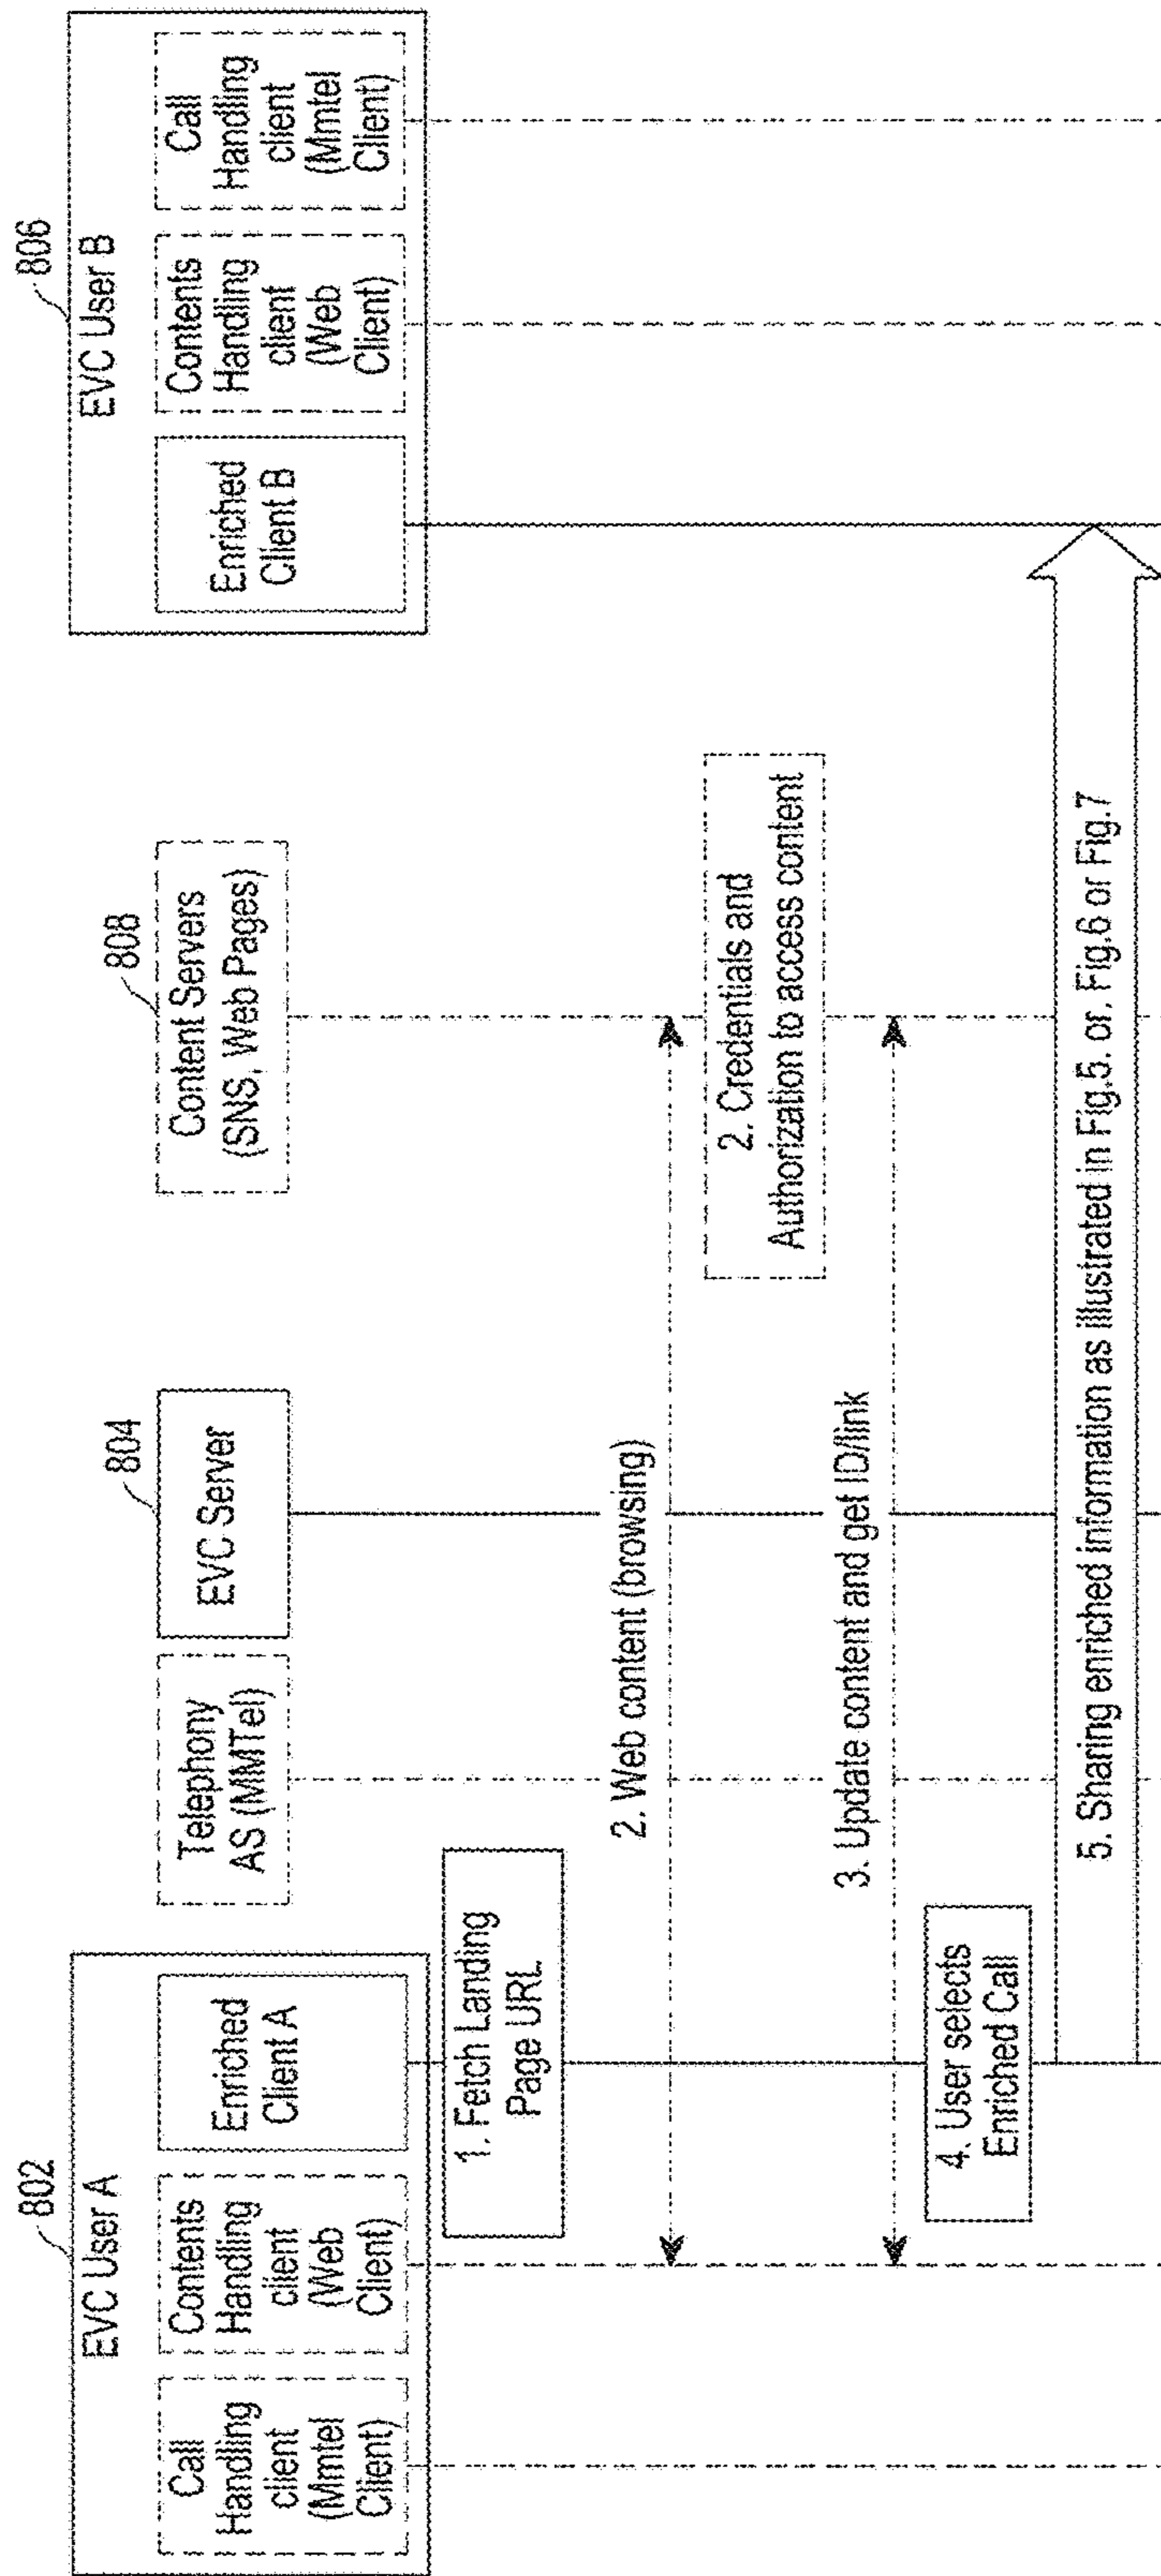 802
EVC User A
Call
Handling
client
(Mmtel
Client)
Contents
Handling
client
(Web
Client)
Enriched
Client A
Telephony
AS (MMTel)
804
EVC Server
808
Content Servers
(SNS, Web Pages)
806
EVC User B
Enriched
Client B
Contents
Handling
client
(Web
Client)
Call
Handling
client
(Mmtel
Client)
1. Fetch Landing
Page URL
2. Web content (browsing)
2. Credentials and
Authorization to access content
3. Update content and get ID/link
4. User selects
Enriched Call
5. Sharing enriched information as illustrated in Fig.5. or. Fig.6 or Fig.7